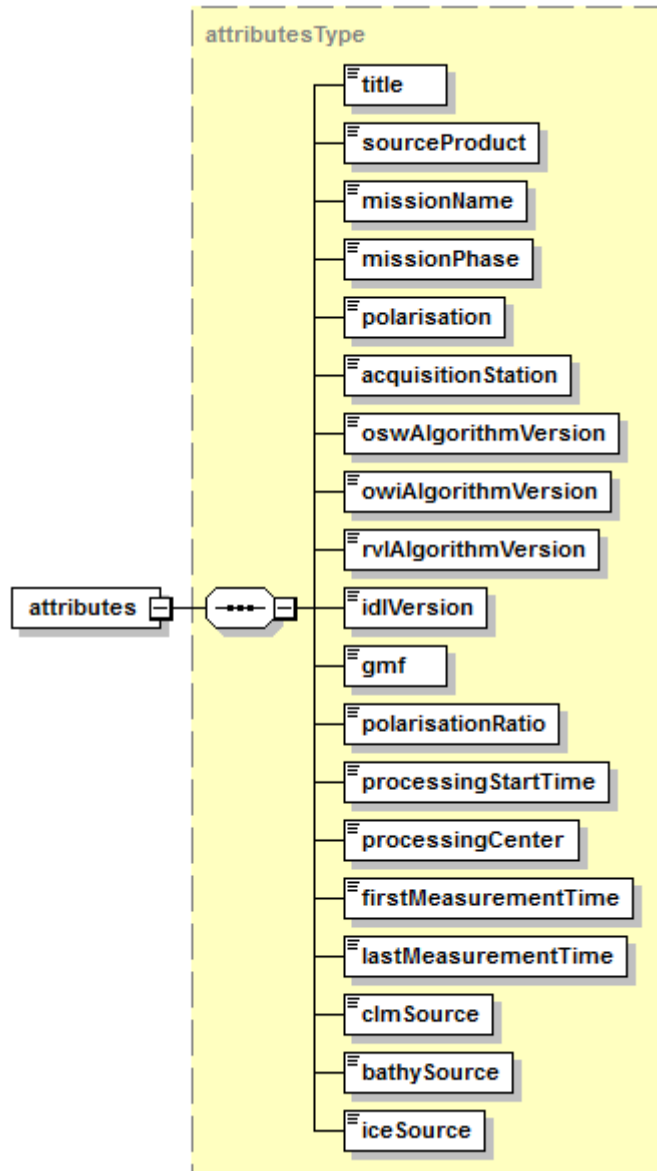 attributesType
title
sourceProduct
missionName
missionPhase
polarisation
acquisitionStation
oswAlgorithmVersion
owiAlgorithmVersion
rvlAlgorithmVersion
attributes
idlVersion
gmf
polarisationRatio
processingStartTime
processingCenter
firstMeasurementTime
lastMeasurementTime
clmSource
bathySource
iceSource